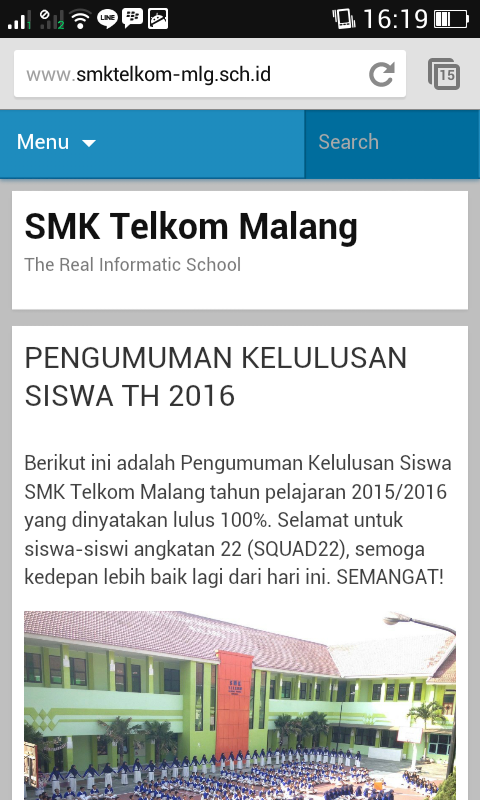 1 2 LINE 16:19
www.smktelkom-mlg.sch.id 15
Menu Search
SMK Telkom Malang
The Real Informatic School
PENGUMUMAN KELULUSAN
SISWA TH 2016
Berikut ini adalah Pengumuman Kelulusan Siswa
SMK Telkom Malang tahun pelajaran 2015/2016
yang dinyatakan lulus 100%. Selamat untuk
siswa-siswi angkatan 22 (SQUAD22), semoga
kedepan lebih baik lagi dari hari ini. SEMANGAT!